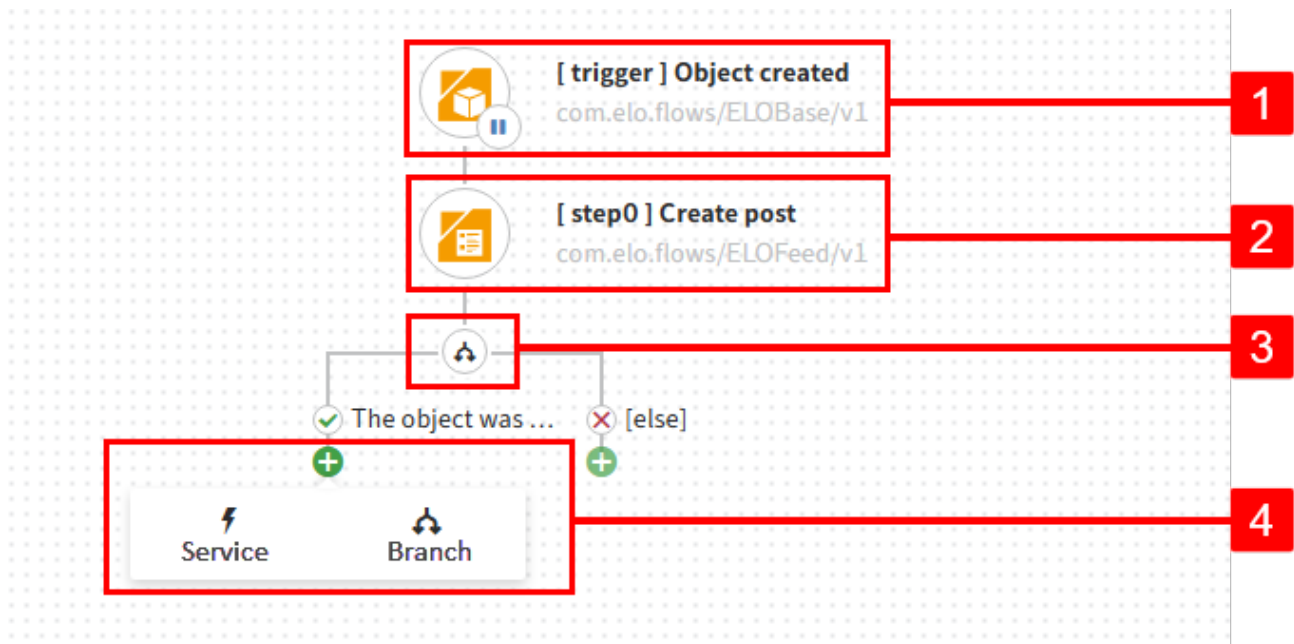 [ trigger ] Object created
com.elo.flows/ELOBase/v1
1
[ step0 ] Create post
com.elo.flows/ELOFeed/v1
2
3
The object was ...
[else]
Service
Branch
4